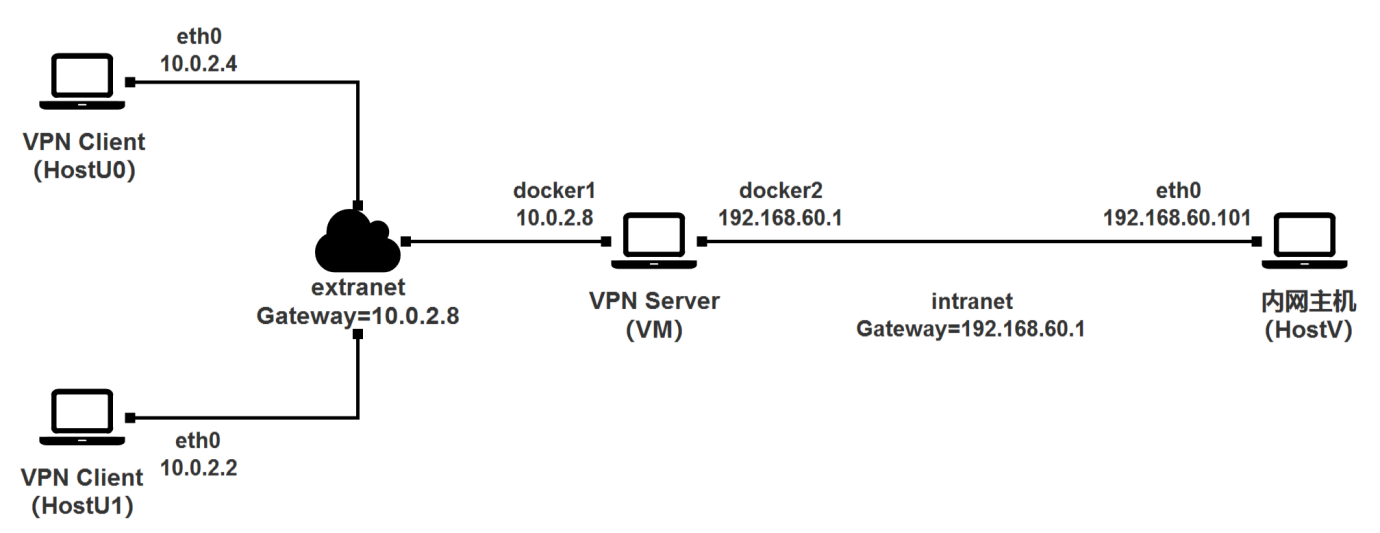 eth0
10.0.2.4
VPN Client
（HostU0）
docker1
10.0.2.8
docker2
192.168.60.1
eth0
192.168.60.101
extranet
Gateway=10.0.2.8
VPN Server
（VM）
intranet
Gateway=192.168.60.1
内网主机
（HostV）
eth0
10.0.2.2
VPN Client
（HostU1）